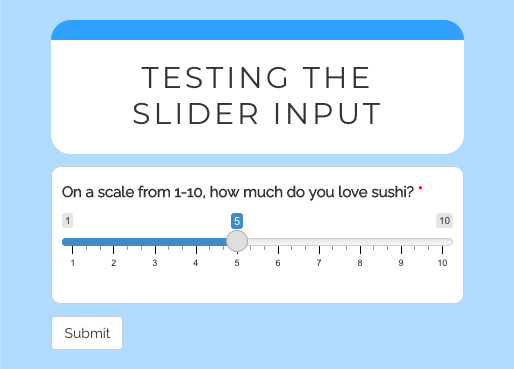 TESTING THE
SLIDER INPUT
On a scale from 1-10, how much do you love sushi? *
1 5 10
1 2 3 4 5 6 7 8 9 10
Submit